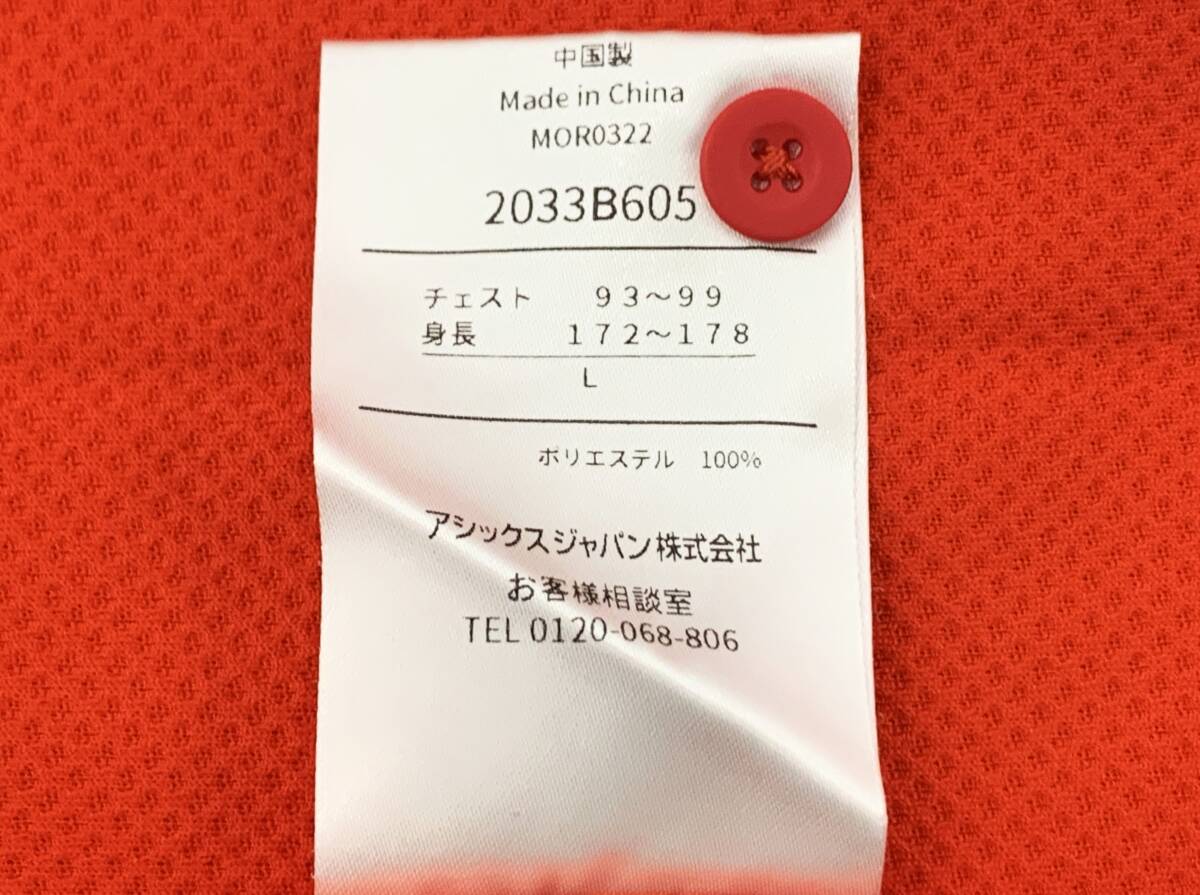 中国製
Made in China
MOR0322
2033B605
チェスト 93～99
身長 172～178
L
ポリエステル 100%
アシックスジャパン株式会社
お客様相談室
TEL 0120-068-806